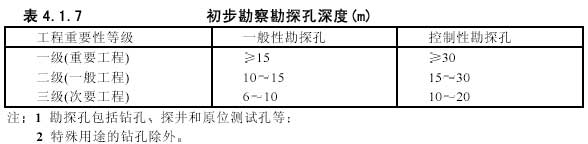 表 4.1.7 初步勘察勘探孔深度(m)
工程重要性等级 一般性勘探孔 控制性勘探孔
一级(重要工程) ≥15 ≥30
二级(一般工程) 10~15 15~30
三级(次要工程) 6~10 10~20
注：1 勘探孔包括钻孔、探井和原位测试孔等；
2 特殊用途的钻孔除外。